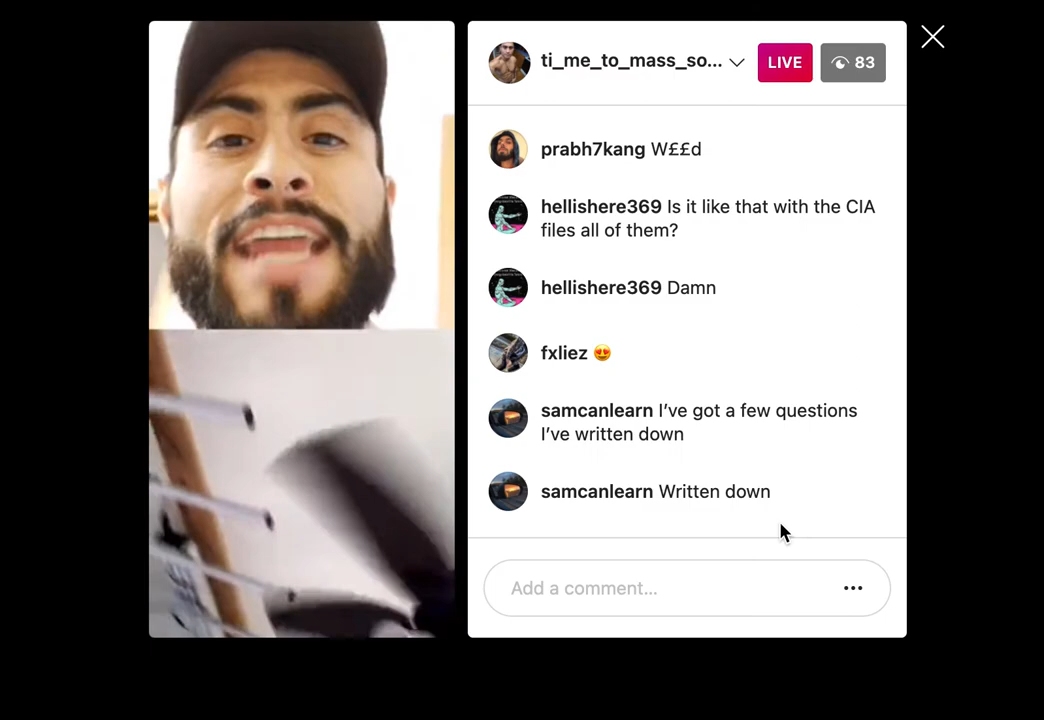 ti_me_to_mass_so...
LIVE
83
prabh7kang W££d
hellishere369 Is it like that with the CIA
files all of them?
hellishere369 Damn
fxliez 😍
samcanlearn I’ve got a few questions
I’ve written down
samcanlearn Written down
Add a comment...